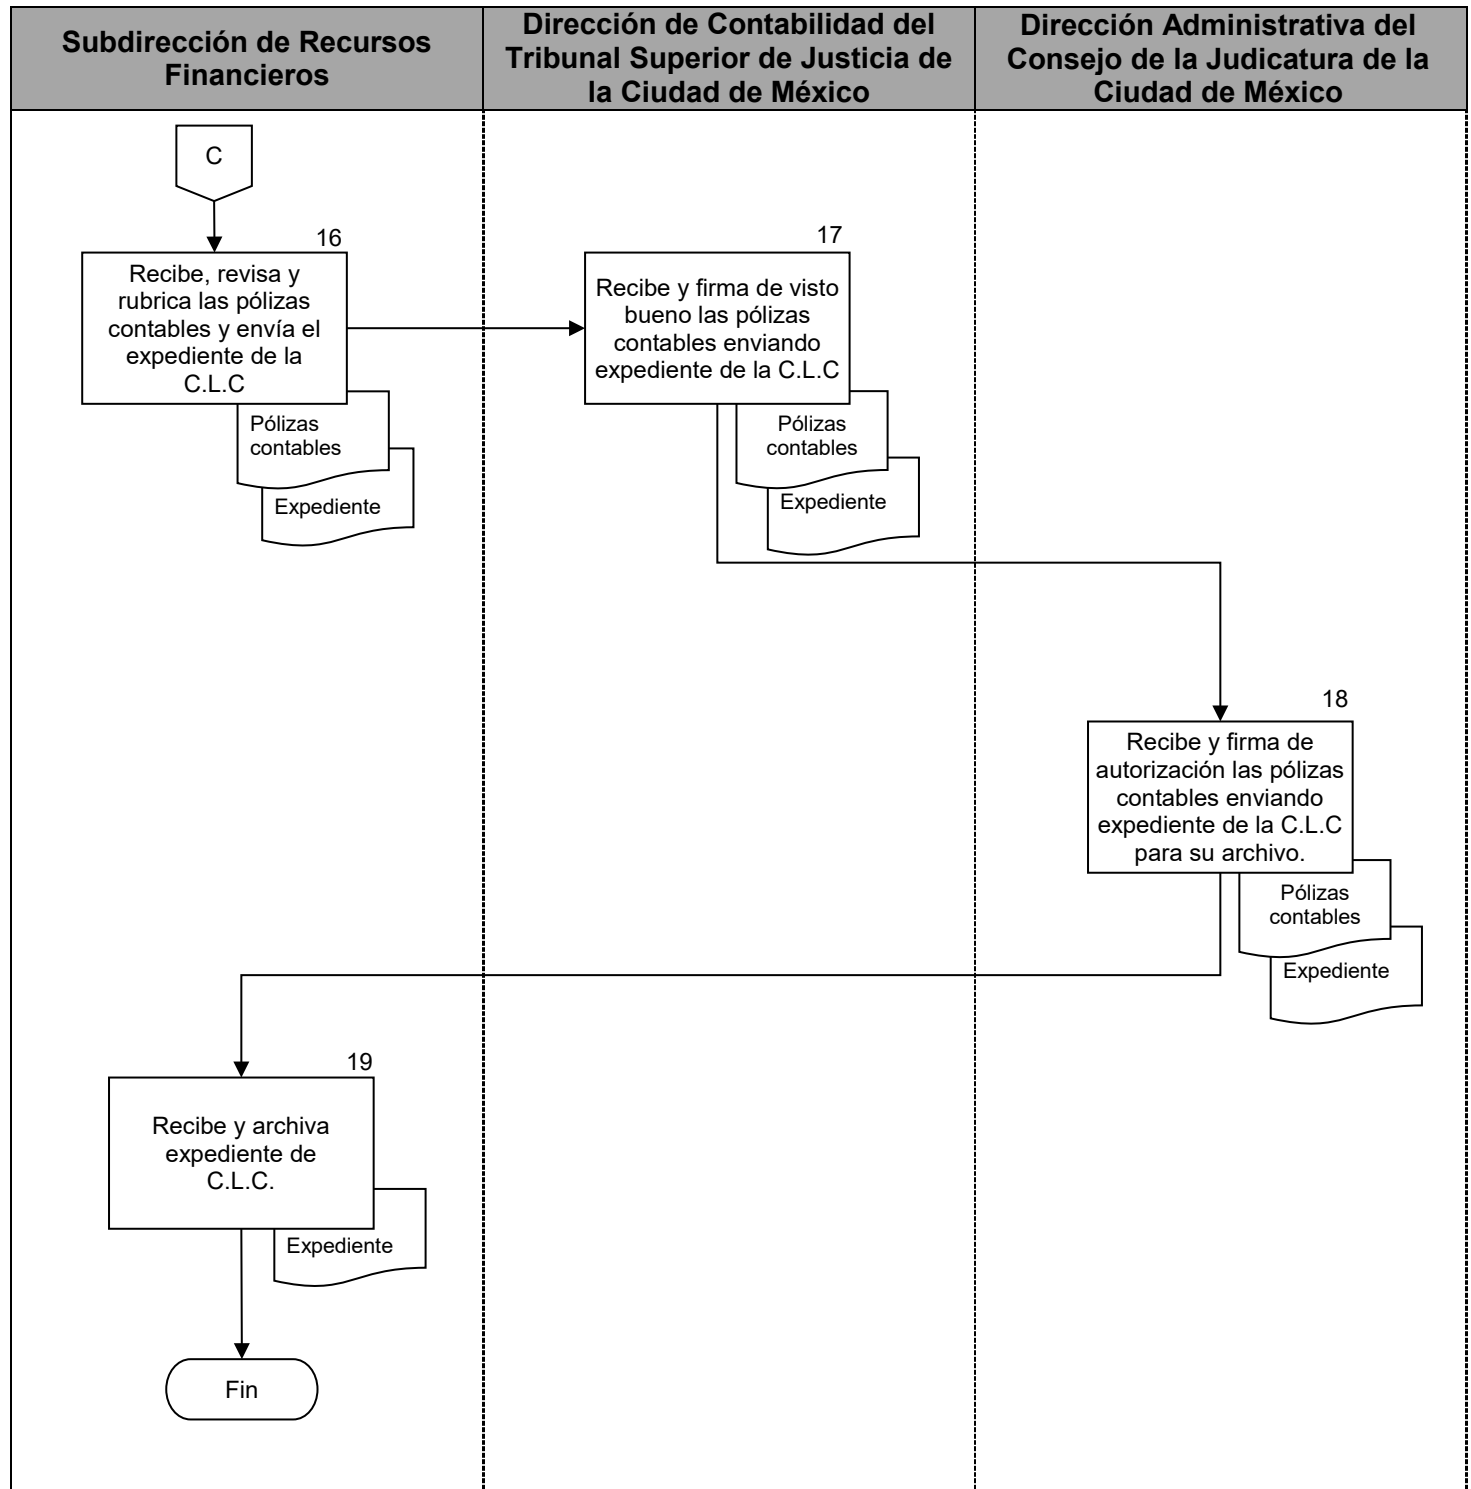 Subdirección de Recursos
Financieros
Dirección de Contabilidad del
Tribunal Superior de Justicia de
la Ciudad de México
Dirección Administrativa del
Consejo de la Judicatura de la
Ciudad de México
C
16
Recibe, revisa y
rubrica las pólizas
contables y envía el
expediente de la
C.L.C
Pólizas
contables
Expediente
17
Recibe y firma de visto
bueno las pólizas
contables enviando
expediente de la C.L.C
Pólizas
contables
Expediente
18
Recibe y firma de
autorización las pólizas
contables enviando
expediente de la C.L.C
para su archivo.
Pólizas
contables
Expediente
19
Recibe y archiva
expediente de
C.L.C.
Expediente
Fin